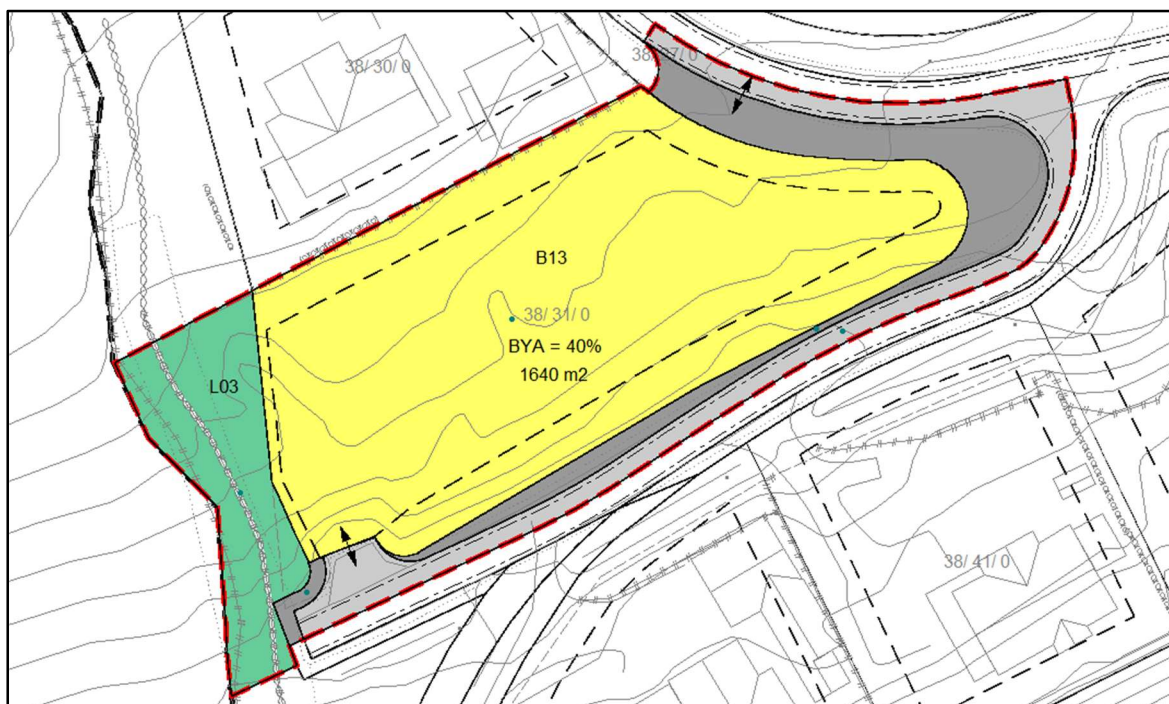 38/ 30/ 0
38/ 37/ 0
B13
38/ 31/ 0
BYA = 40%
1640 m2
L03
38/ 41/ 0